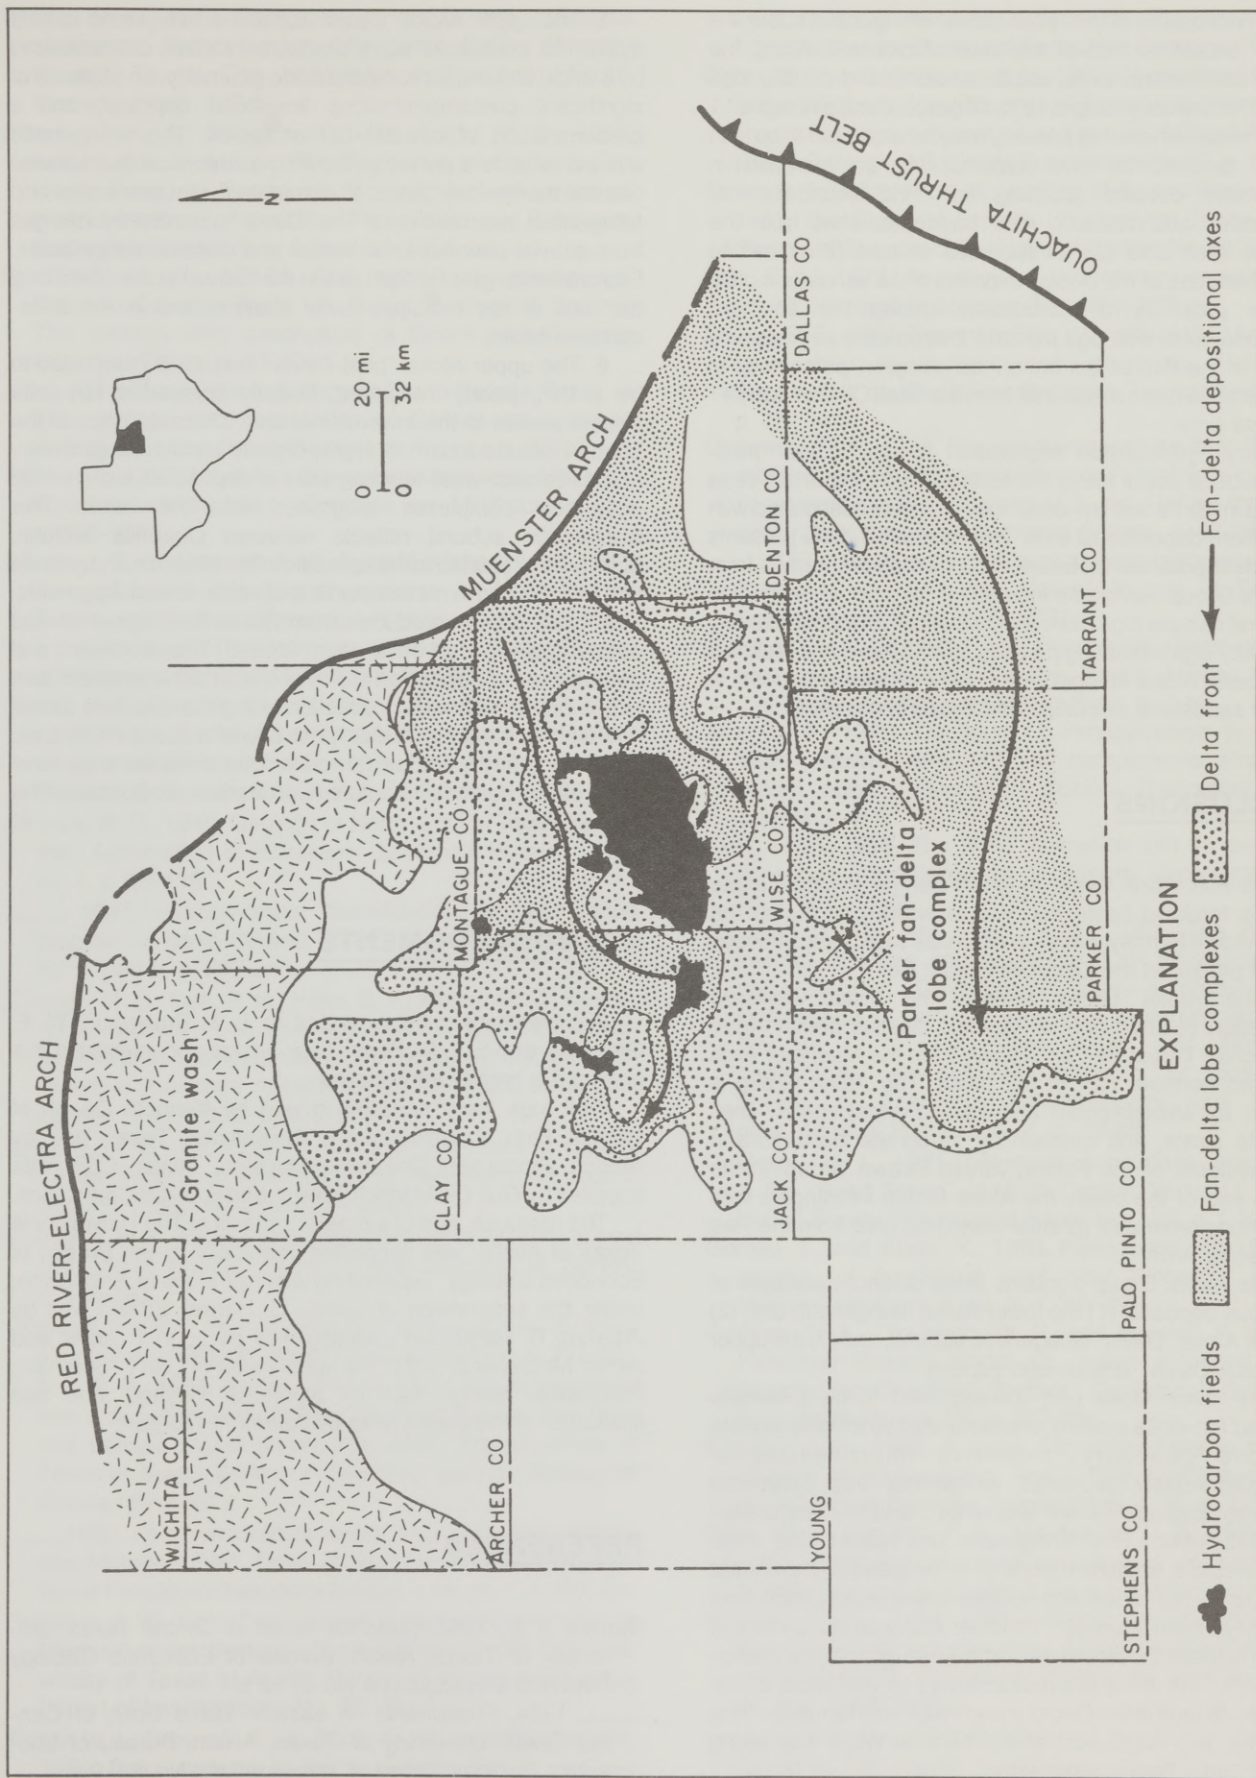 RED RIVER-ELECTRA ARCH
Granite wash
WICHITA CO
CLAY CO
MONTAGUE CO
MUENSTER ARCH
N
0 20 mi
0 32 km
ARCHER CO
YOUNG
JACK CO
WISE CO
DENTON CO
DALLAS CO
OUACHITA THRUST BELT
Parker fan-delta
lobe complex
STEPHENS CO
PALO PINTO CO
PARKER CO
TARRANT CO
EXPLANATION
Hydrocarbon fields
Fan-delta lobe complexes
Delta front
Fan-delta depositional axes